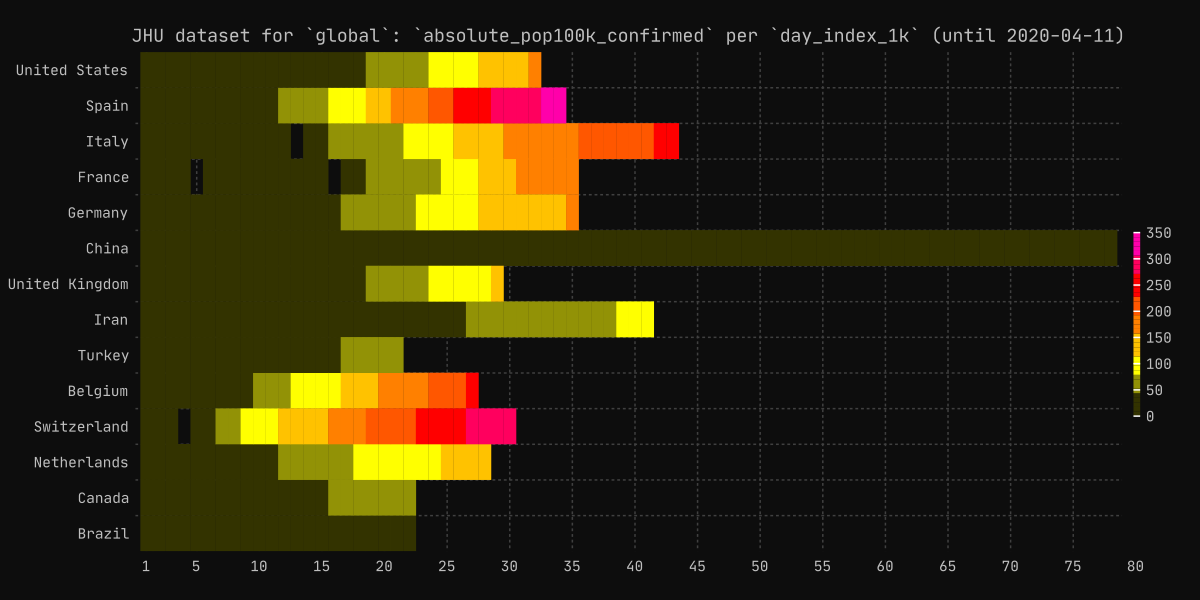 JHU dataset for `global`: `absolute_pop100k_confirmed` per `day_index_1k` (until 2020-04-11)
United States
Spain
Italy
France
Germany
China
United Kingdom
Iran
Turkey
Belgium
Switzerland
Netherlands
Canada
Brazil
350
300
250
200
150
100
50
0
1 5 10 15 20 25 30 35 40 45 50 55 60 65 70 75 80